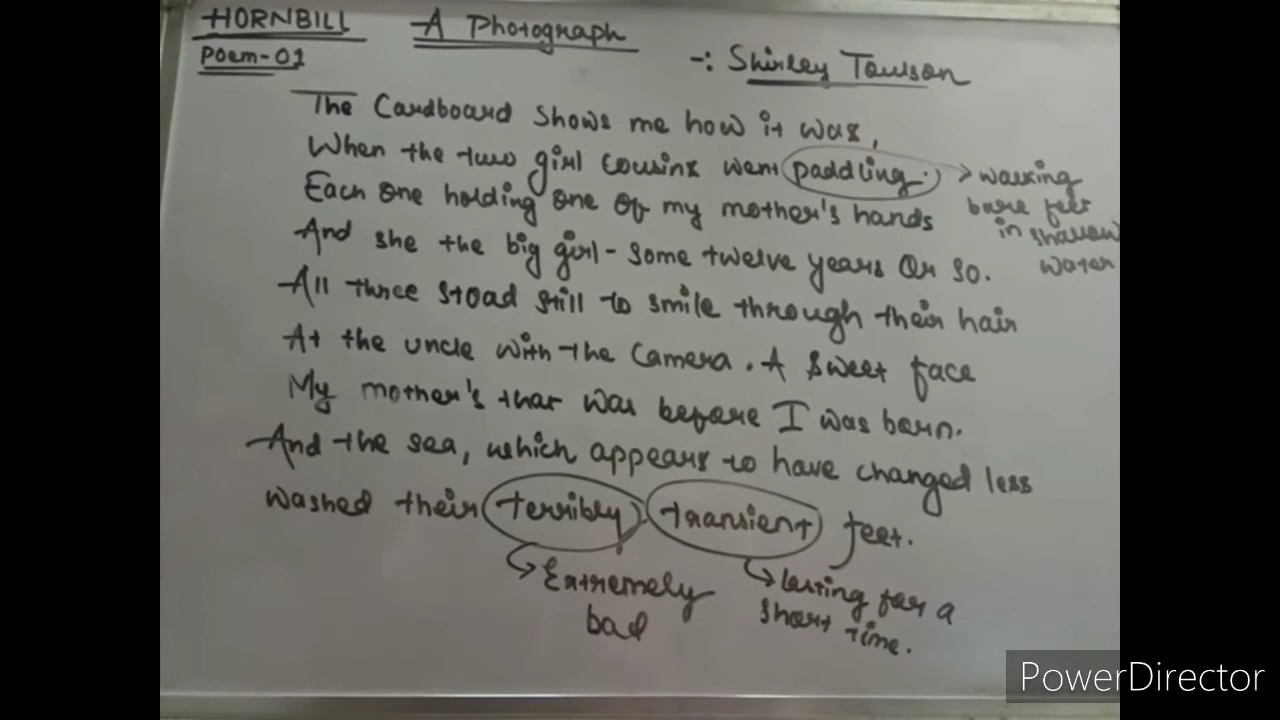 HORNBILL A Photograph
Poem-01 -: Shirley Toulson
The Cardboard shows me how it was,
When the two girl cousins went paddling.
Each one holding one of my mother's hands
And she the big girl - some twelve years or so.
All three stood still to smile through their hair
At the uncle with the camera. A sweet face
My mother's that was before I was born.
And the sea, which appears to have changed less
washed their terribly transient feet.
walking
bare feet
in shallow
water
Extremely
bad
lasting for a
short time.
PowerDirector